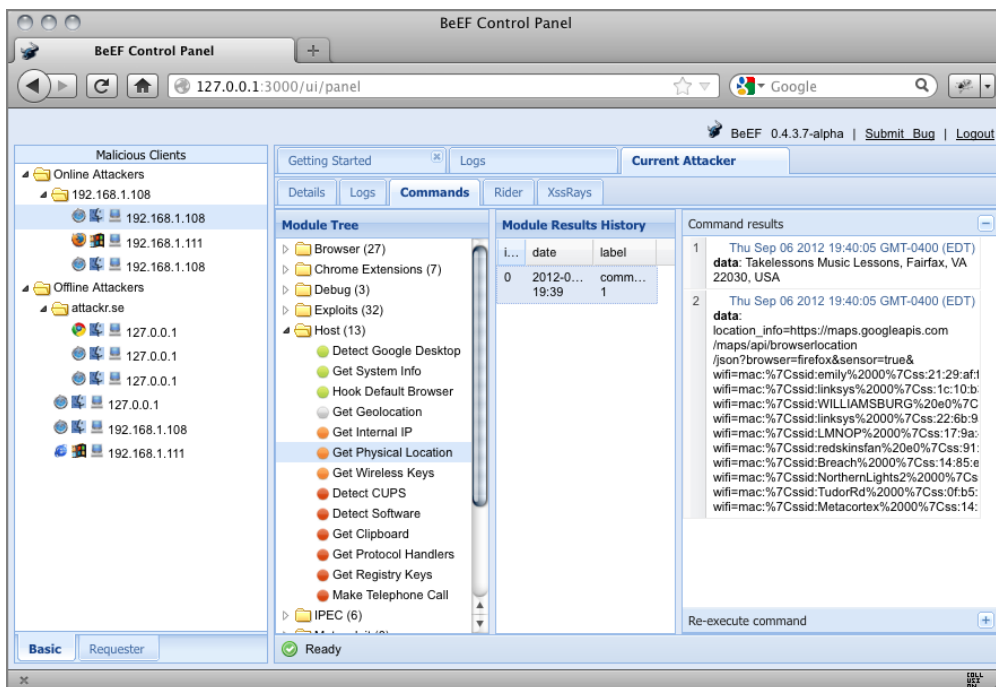 BeEF Control Panel
BeEF Control Panel
127.0.0.1:3000/ui/panel
Google
BeEF 0.4.3.7-alpha | Submit Bug | Logout
Malicious Clients
Online Attackers
192.168.1.108
192.168.1.108
192.168.1.111
192.168.1.108
Offline Attackers
attackr.se
127.0.0.1
127.0.0.1
127.0.0.1
127.0.0.1
192.168.1.108
192.168.1.111
Basic
Requester
Getting Started
Logs
Current Attacker
Details
Logs
Commands
Rider
XssRays
Module Tree
Browser (27)
Chrome Extensions (7)
Debug (3)
Exploits (32)
Host (13)
Detect Google Desktop
Get System Info
Hook Default Browser
Get Geolocation
Get Internal IP
Get Physical Location
Get Wireless Keys
Detect CUPS
Detect Software
Get Clipboard
Get Protocol Handlers
Get Registry Keys
Make Telephone Call
IPEC (6)
Module Results History
i... date label
0 2012-0... comm...
19:39 1
Command results
1 Thu Sep 06 2012 19:40:05 GMT-0400 (EDT)
data: Takelessons Music Lessons, Fairfax, VA
22030, USA
2 Thu Sep 06 2012 19:40:05 GMT-0400 (EDT)
data:
location_info=https://maps.googleapis.com
/maps/api/browserlocation
/json?browser=firefox&sensor=true&
wifi=mac:%7Cssid:emily%2000%7Css:21:29:af:f
wifi=mac:%7Cssid:linksys%2000%7Css:1c:10:b
wifi=mac:%7Cssid:WILLIAMSBURG%20e0%7C
wifi=mac:%7Cssid:linksys%2000%7Css:22:6b:9
wifi=mac:%7Cssid:LMNOP%2000%7Css:17:9a:
wifi=mac:%7Cssid:redskinsfan%20e0%7Css:91:
wifi=mac:%7Cssid:Breach%2000%7Css:14:85:e
wifi=mac:%7Cssid:NorthernLights2%2000%7Cs
wifi=mac:%7Cssid:TudorRd%2000%7Css:0f:b5:
wifi=mac:%7Cssid:Metacortex%2000%7Css:14:
Re-execute command
Ready
COLL
USI
ON